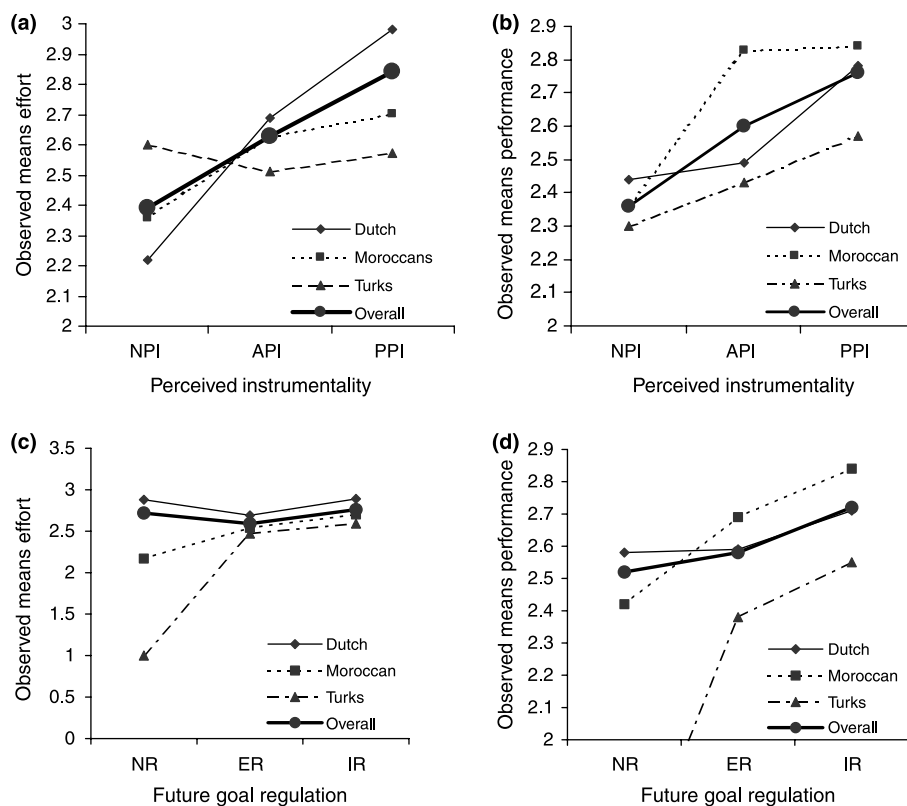 (a)
Observed means effort
3
2.9
2.8
2.7
2.6
2.5
2.4
2.3
2.2
2.1
2
Dutch
Moroccans
Turks
Overall
NPI API PPI
Perceived instrumentality
(b)
Observed means performance
2.9
2.8
2.7
2.6
2.5
2.4
2.3
2.2
2.1
2
Dutch
Moroccan
Turks
Overall
NPI API PPI
Perceived instrumentality
(c)
Observed means effort
3.5
3
2.5
2
1.5
1
0.5
0
Dutch
Moroccan
Turks
Overall
NR ER IR
Future goal regulation
(d)
Observed means performance
2.9
2.8
2.7
2.6
2.5
2.4
2.3
2.2
2.1
2
Dutch
Moroccan
Turks
Overall
NR ER IR
Future goal regulation